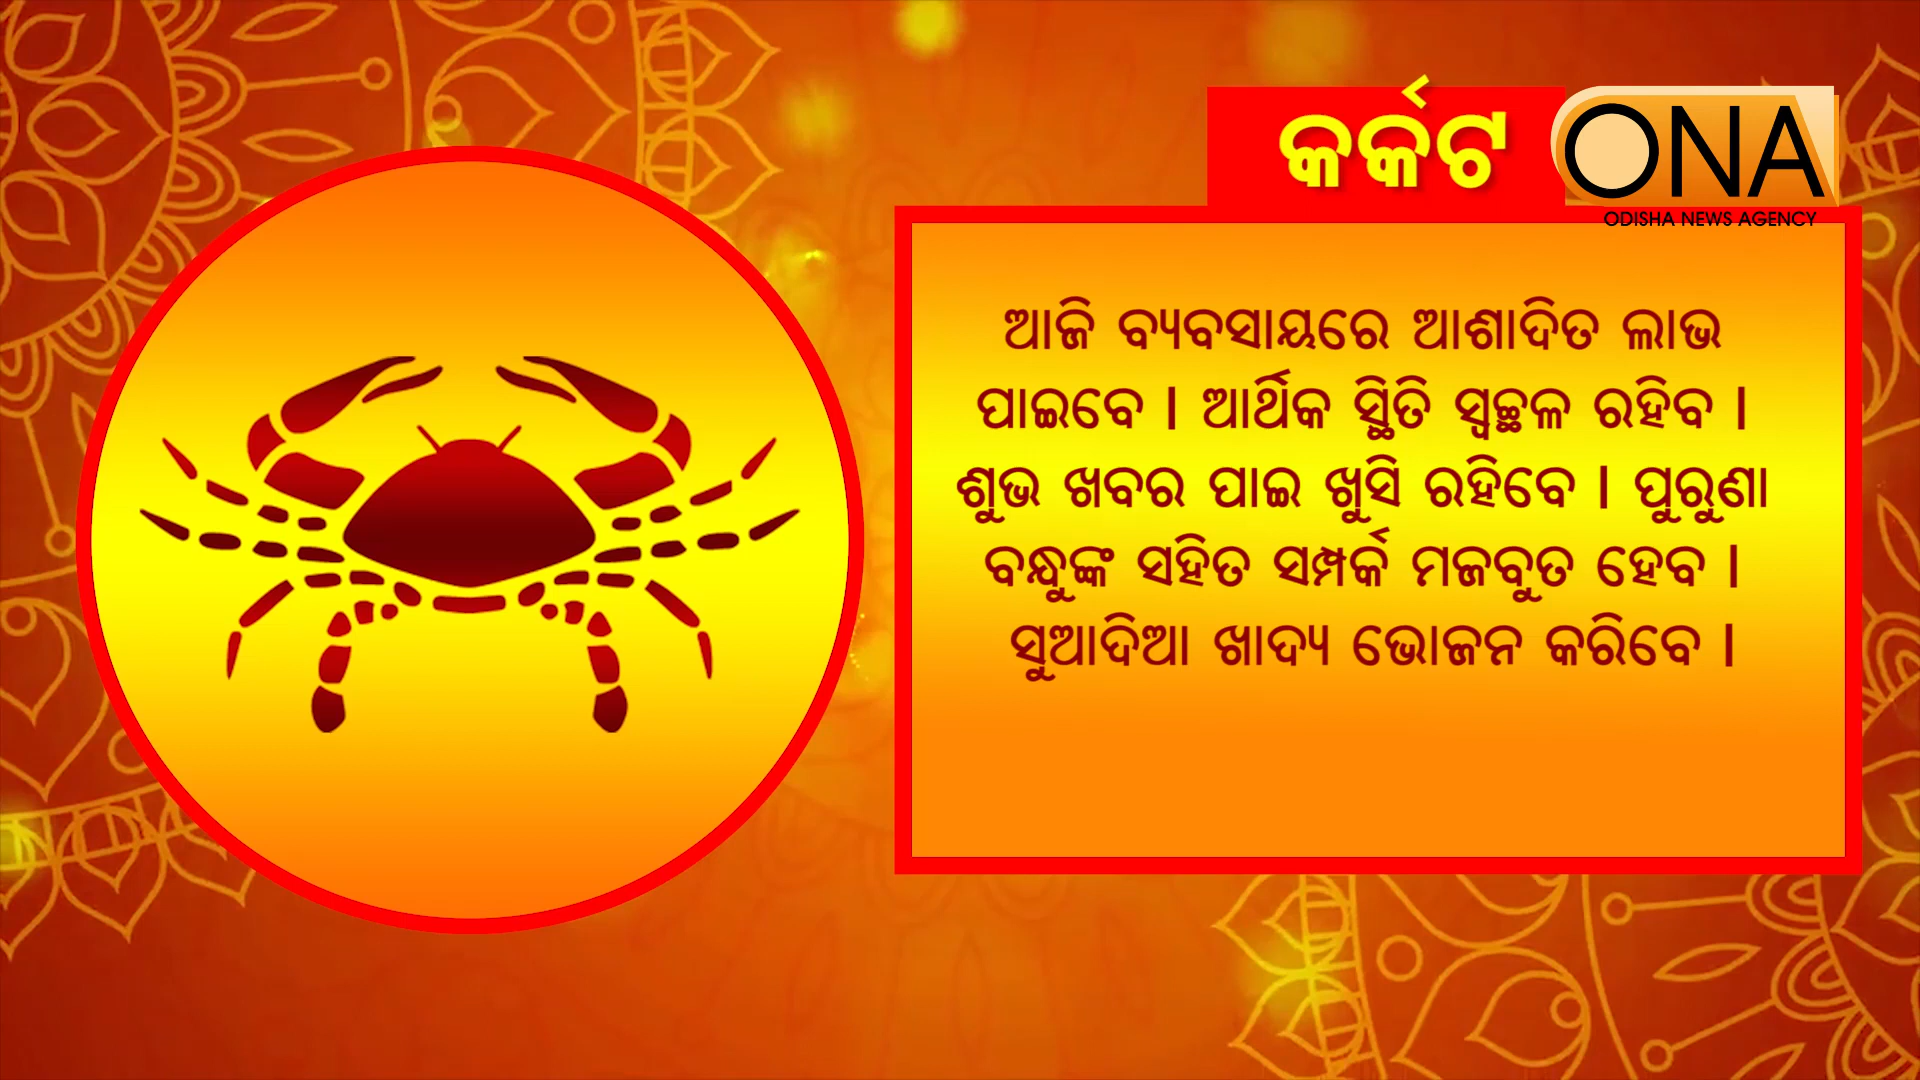 କର୍କଟ
ONA
ODISHA NEWS AGENCY
ଆଜି ବ୍ୟବସାୟରେ ଆଶାଦିତ ଲାଭ
ପାଇବେ । ଆର୍ଥିକ ସ୍ଥିତି ସ୍ୱଚ୍ଛଳ ରହିବ ।
ଶୁଭ ଖବର ପାଇ ଖୁସି ରହିବେ । ପୁରୁଣା
ବନ୍ଧୁଙ୍କ ସହିତ ସମ୍ପର୍କ ମଜବୁତ ହେବ ।
ସୁଆଦିଆ ଖାଦ୍ୟ ଭୋଜନ କରିବେ ।